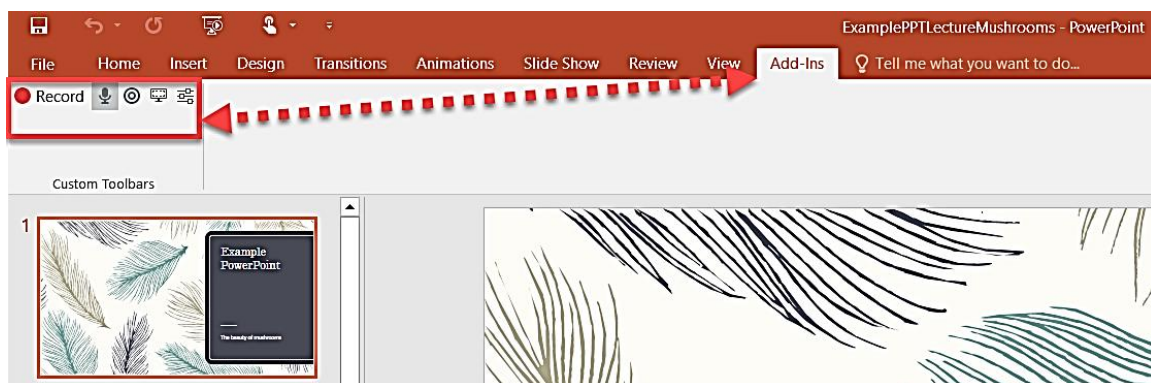 ExamplePPTLectureMushrooms - PowerPoint
File Home Insert Design Transitions Animations Slide Show Review View Add-Ins Tell me what you want to do...
Record
Custom Toolbars
1
Example
PowerPoint
The beauty of mushrooms